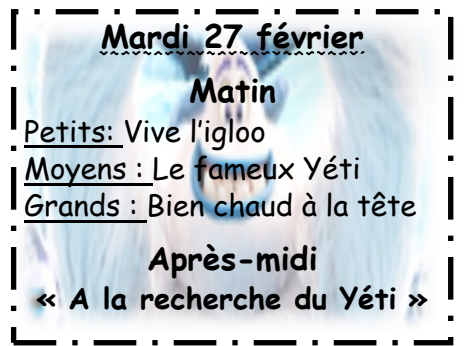 Mardi 27 février
Matin
Petits: Vive l'igloo
Moyens : Le fameux Yéti
Grands : Bien chaud à la tête
Après-midi
« A la recherche du Yéti »